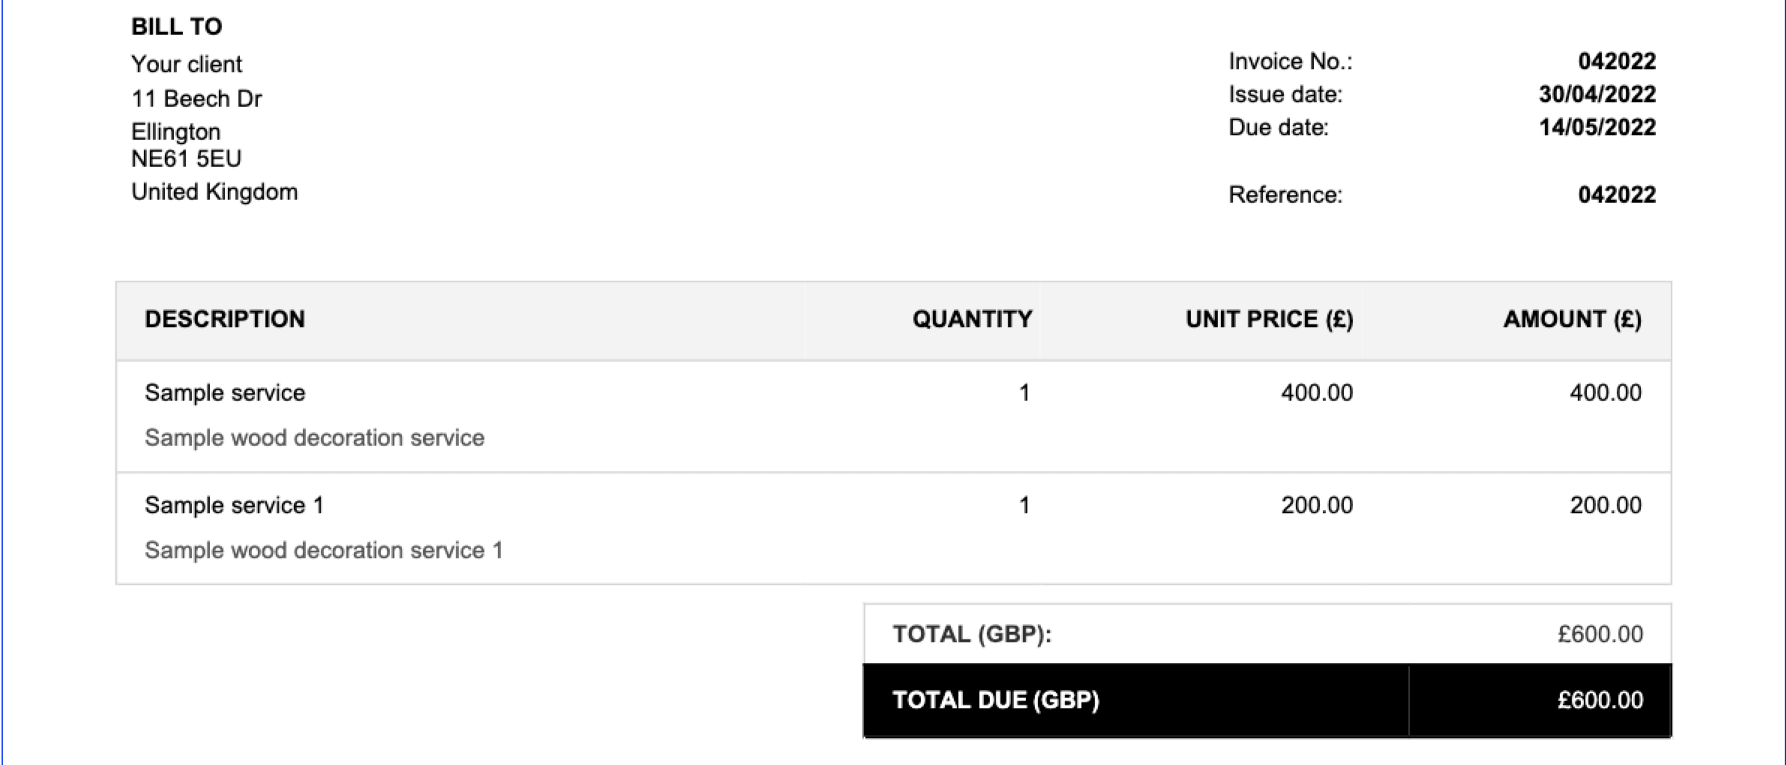 BILL TO
Your client
11 Beech Dr
Ellington
NE61 5EU
United Kingdom
Invoice No.: 042022
Issue date: 30/04/2022
Due date: 14/05/2022
Reference: 042022
DESCRIPTION QUANTITY UNIT PRICE (£) AMOUNT (£)
Sample service 1 400.00 400.00
Sample wood decoration service
Sample service 1 1 200.00 200.00
Sample wood decoration service 1
TOTAL (GBP): £600.00
TOTAL DUE (GBP) £600.00